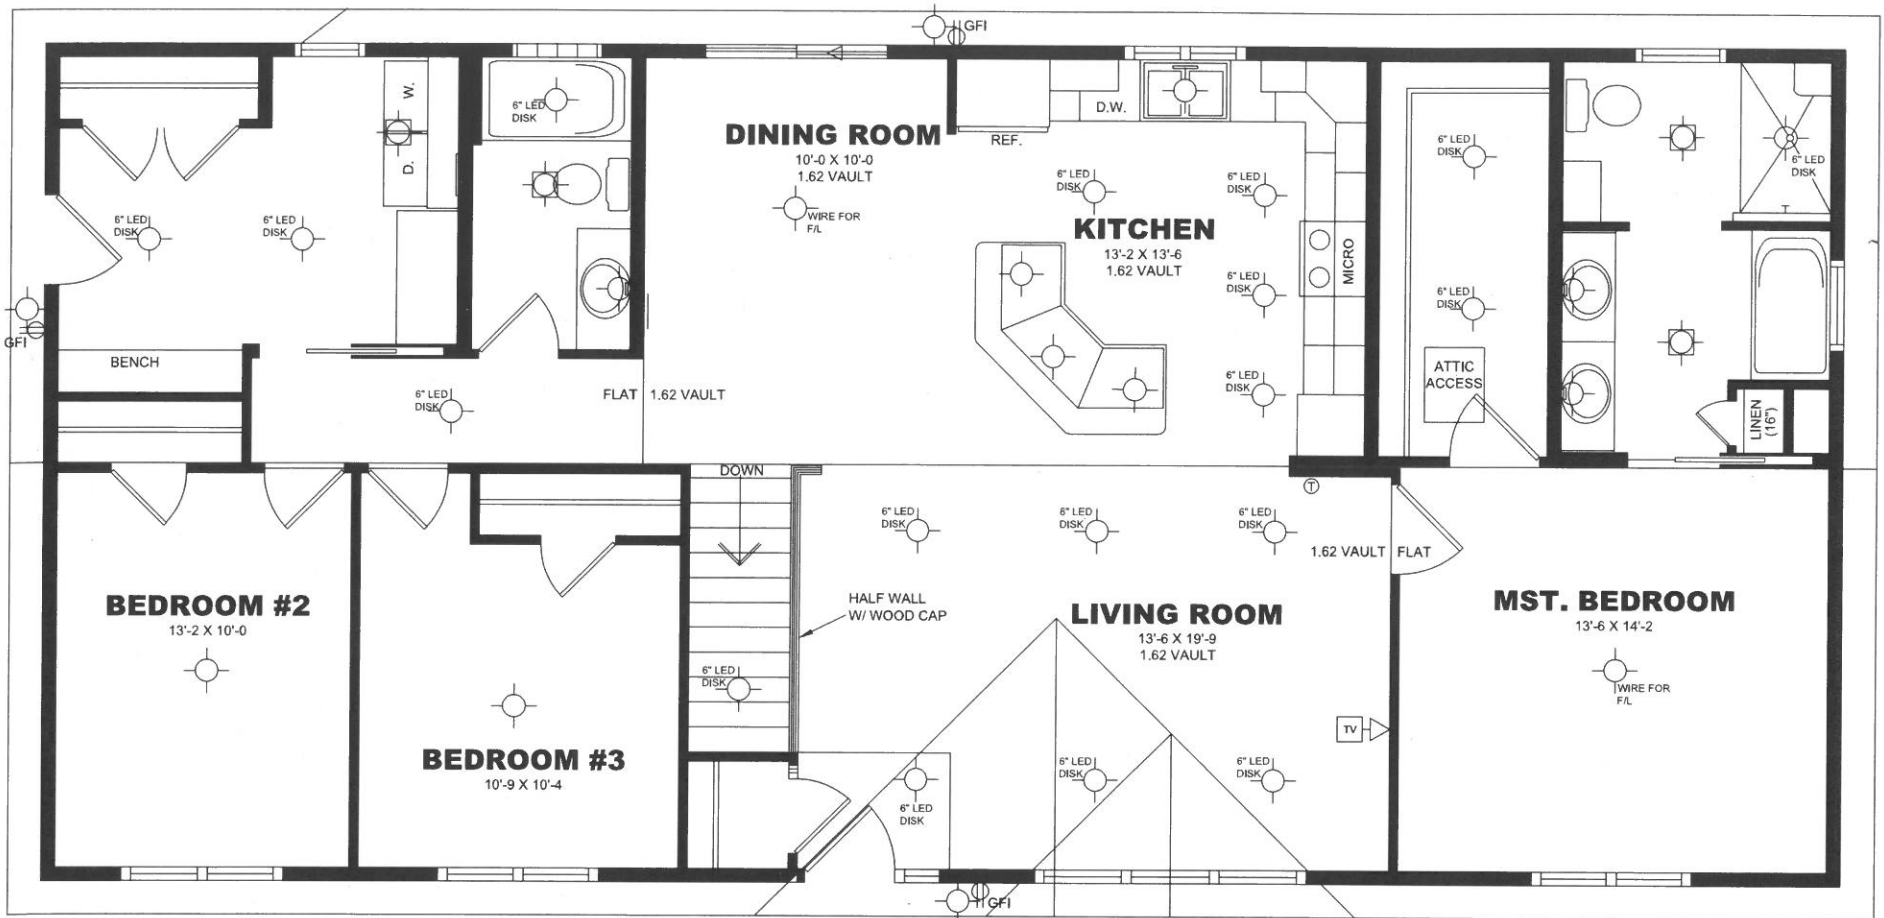 GFI
W.
D.
6" LED
DISK
DINING ROOM
10'-0 X 10'-0
1.62 VAULT
WIRE FOR
F/L
REF.
D.W.
6" LED
DISK
6" LED
DISK
KITCHEN
13'-2 X 13'-6
1.62 VAULT
MICRO
6" LED
DISK
6" LED
DISK
6" LED
DISK
6" LED
DISK
6" LED
DISK
6" LED
DISK
6" LED
DISK
GFI
BENCH
6" LED
DISK
FLAT
1.62 VAULT
ATTIC
ACCESS
LINEN
(16")
DOWN
T
6" LED
DISK
6" LED
DISK
6" LED
DISK
1.62 VAULT
FLAT
BEDROOM #2
13'-2 X 10'-0
HALF WALL
W/ WOOD CAP
LIVING ROOM
13'-6 X 19'-9
1.62 VAULT
MST. BEDROOM
13'-6 X 14'-2
WIRE FOR
F/L
6" LED
DISK
TV
BEDROOM #3
10'-9 X 10'-4
6" LED
DISK
6" LED
DISK
6" LED
DISK
GFI